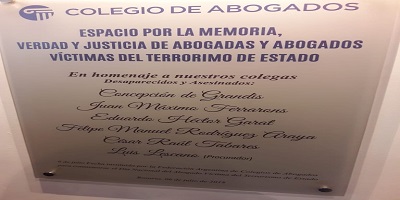 COLEGIO DE ABOGADOS
ESPACIO POR LA MEMORIA,
VERDAD Y JUSTICIA DE ABOGADAS Y ABOGADOS
VÍCTIMAS DEL TERRORIMO DE ESTADO
En homenaje a nuestros colegas
Desaparecidos y Asesinados:
Concepción de Grandis
Juan Máximo Ferrarons
Eduardo Héctor Garat
Felipe Manuel Rodríguez Araya
César Raúl Tabares
Luis Lescano (Procurador)